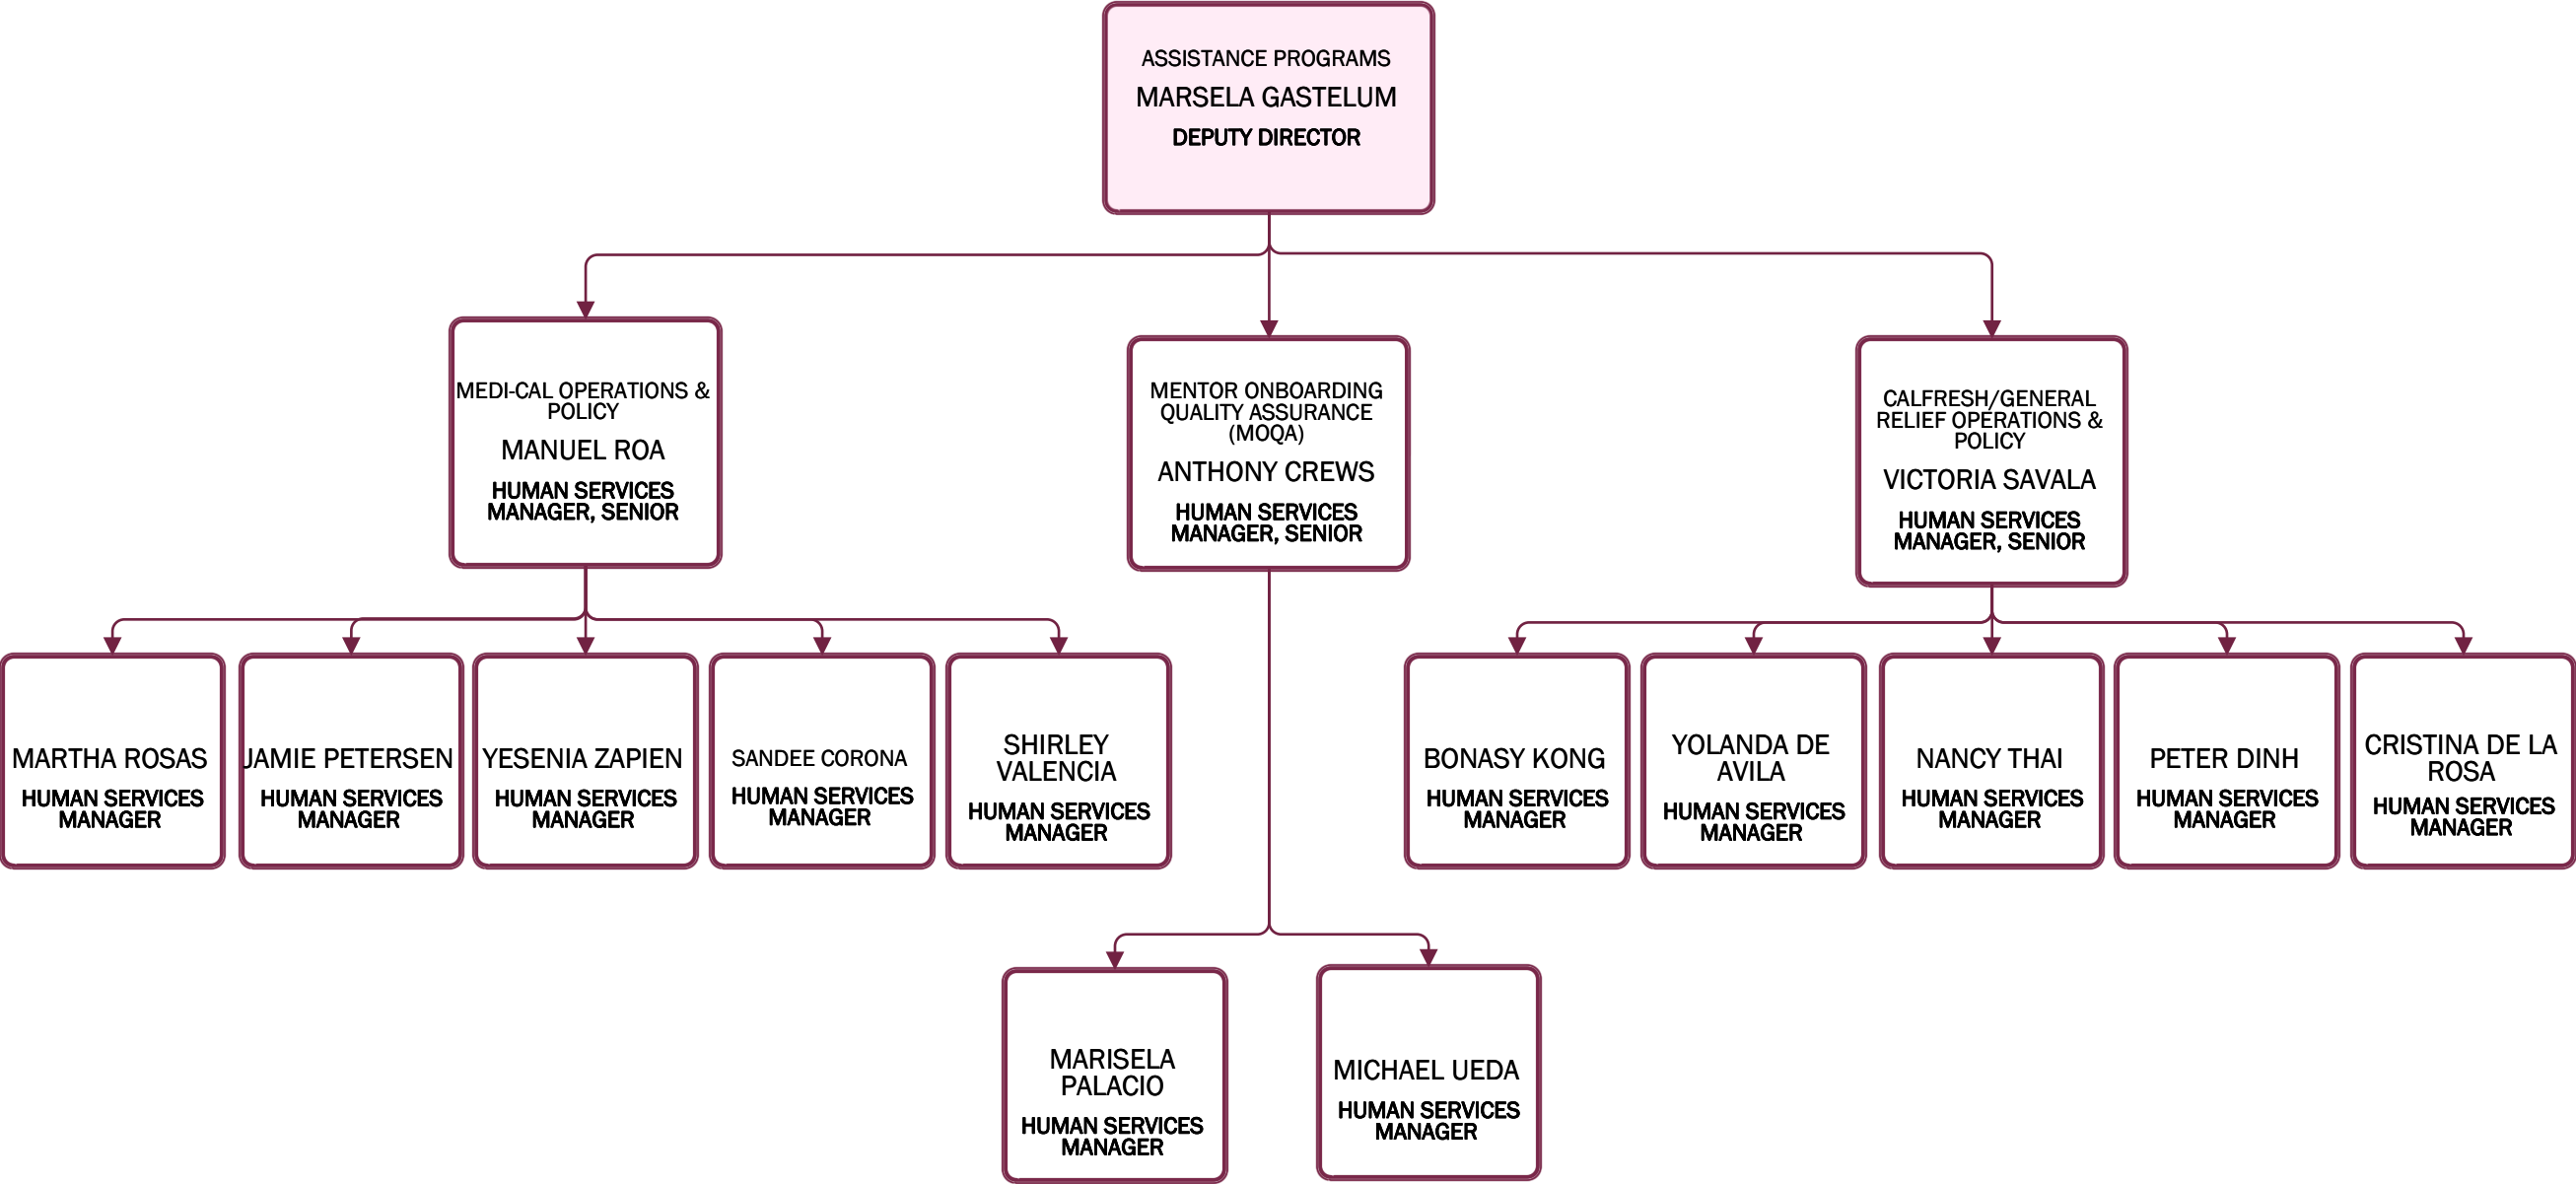 ASSISTANCE PROGRAMS
MARSELA GASTELUM
DEPUTY DIRECTOR
MEDI-CAL OPERATIONS &
POLICY
MANUEL ROA
HUMAN SERVICES
MANAGER, SENIOR
MENTOR ONBOARDING
QUALITY ASSURANCE
(MOQA)
ANTHONY CREWS
HUMAN SERVICES
MANAGER, SENIOR
CALFRESH/GENERAL
RELIEF OPERATIONS &
POLICY
VICTORIA SAVALA
HUMAN SERVICES
MANAGER, SENIOR
MARTHA ROSAS
HUMAN SERVICES
MANAGER
JAMIE PETERSEN
HUMAN SERVICES
MANAGER
YESENIA ZAPIEN
HUMAN SERVICES
MANAGER
SANDEE CORONA
HUMAN SERVICES
MANAGER
SHIRLEY
VALENCIA
HUMAN SERVICES
MANAGER
BONASY KONG
HUMAN SERVICES
MANAGER
YOLANDA DE
AVILA
HUMAN SERVICES
MANAGER
NANCY THAI
HUMAN SERVICES
MANAGER
PETER DINH
HUMAN SERVICES
MANAGER
CRISTINA DE LA
ROSA
HUMAN SERVICES
MANAGER
MARISELA
PALACIO
HUMAN SERVICES
MANAGER
MICHAEL UEDA
HUMAN SERVICES
MANAGER